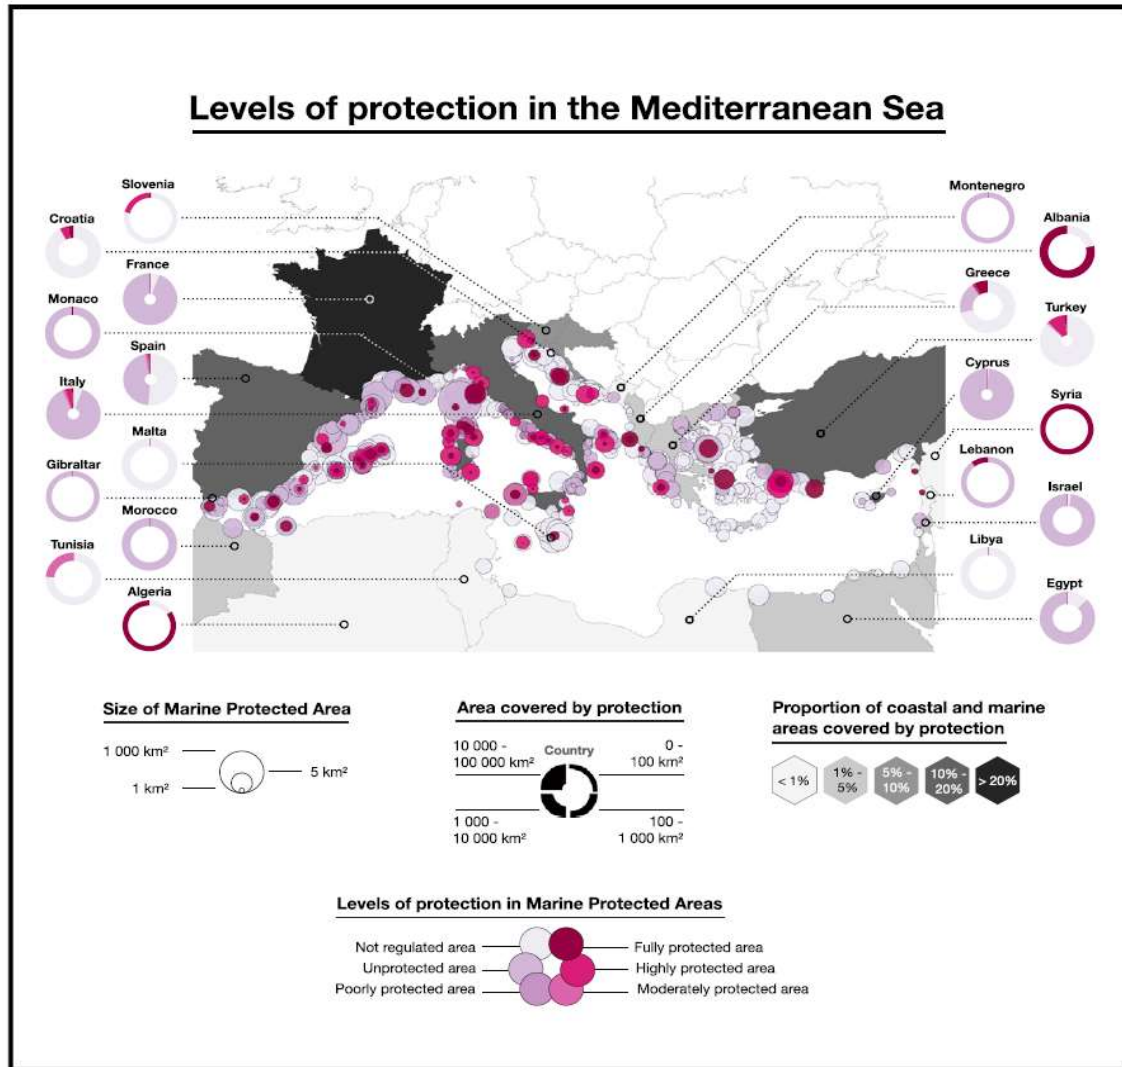 Levels of protection in the Mediterranean Sea
Slovenia
Croatia
France
Monaco
Spain
Italy
Malta
Gibraltar
Morocco
Tunisia
Algeria
Montenegro
Albania
Greece
Turkey
Cyprus
Syria
Lebanon
Israel
Libya
Egypt
Size of Marine Protected Area
1 000 km²
5 km²
1 km²
Area covered by protection
10 000 -
100 000 km²
Country
0 -
100 km²
1 000 -
10 000 km²
100 -
1 000 km²
Proportion of coastal and marine
areas covered by protection
< 1%
1% -
5%
5% -
10%
10% -
20%
> 20%
Levels of protection in Marine Protected Areas
Not regulated area
Unprotected area
Poorly protected area
Fully protected area
Highly protected area
Moderately protected area